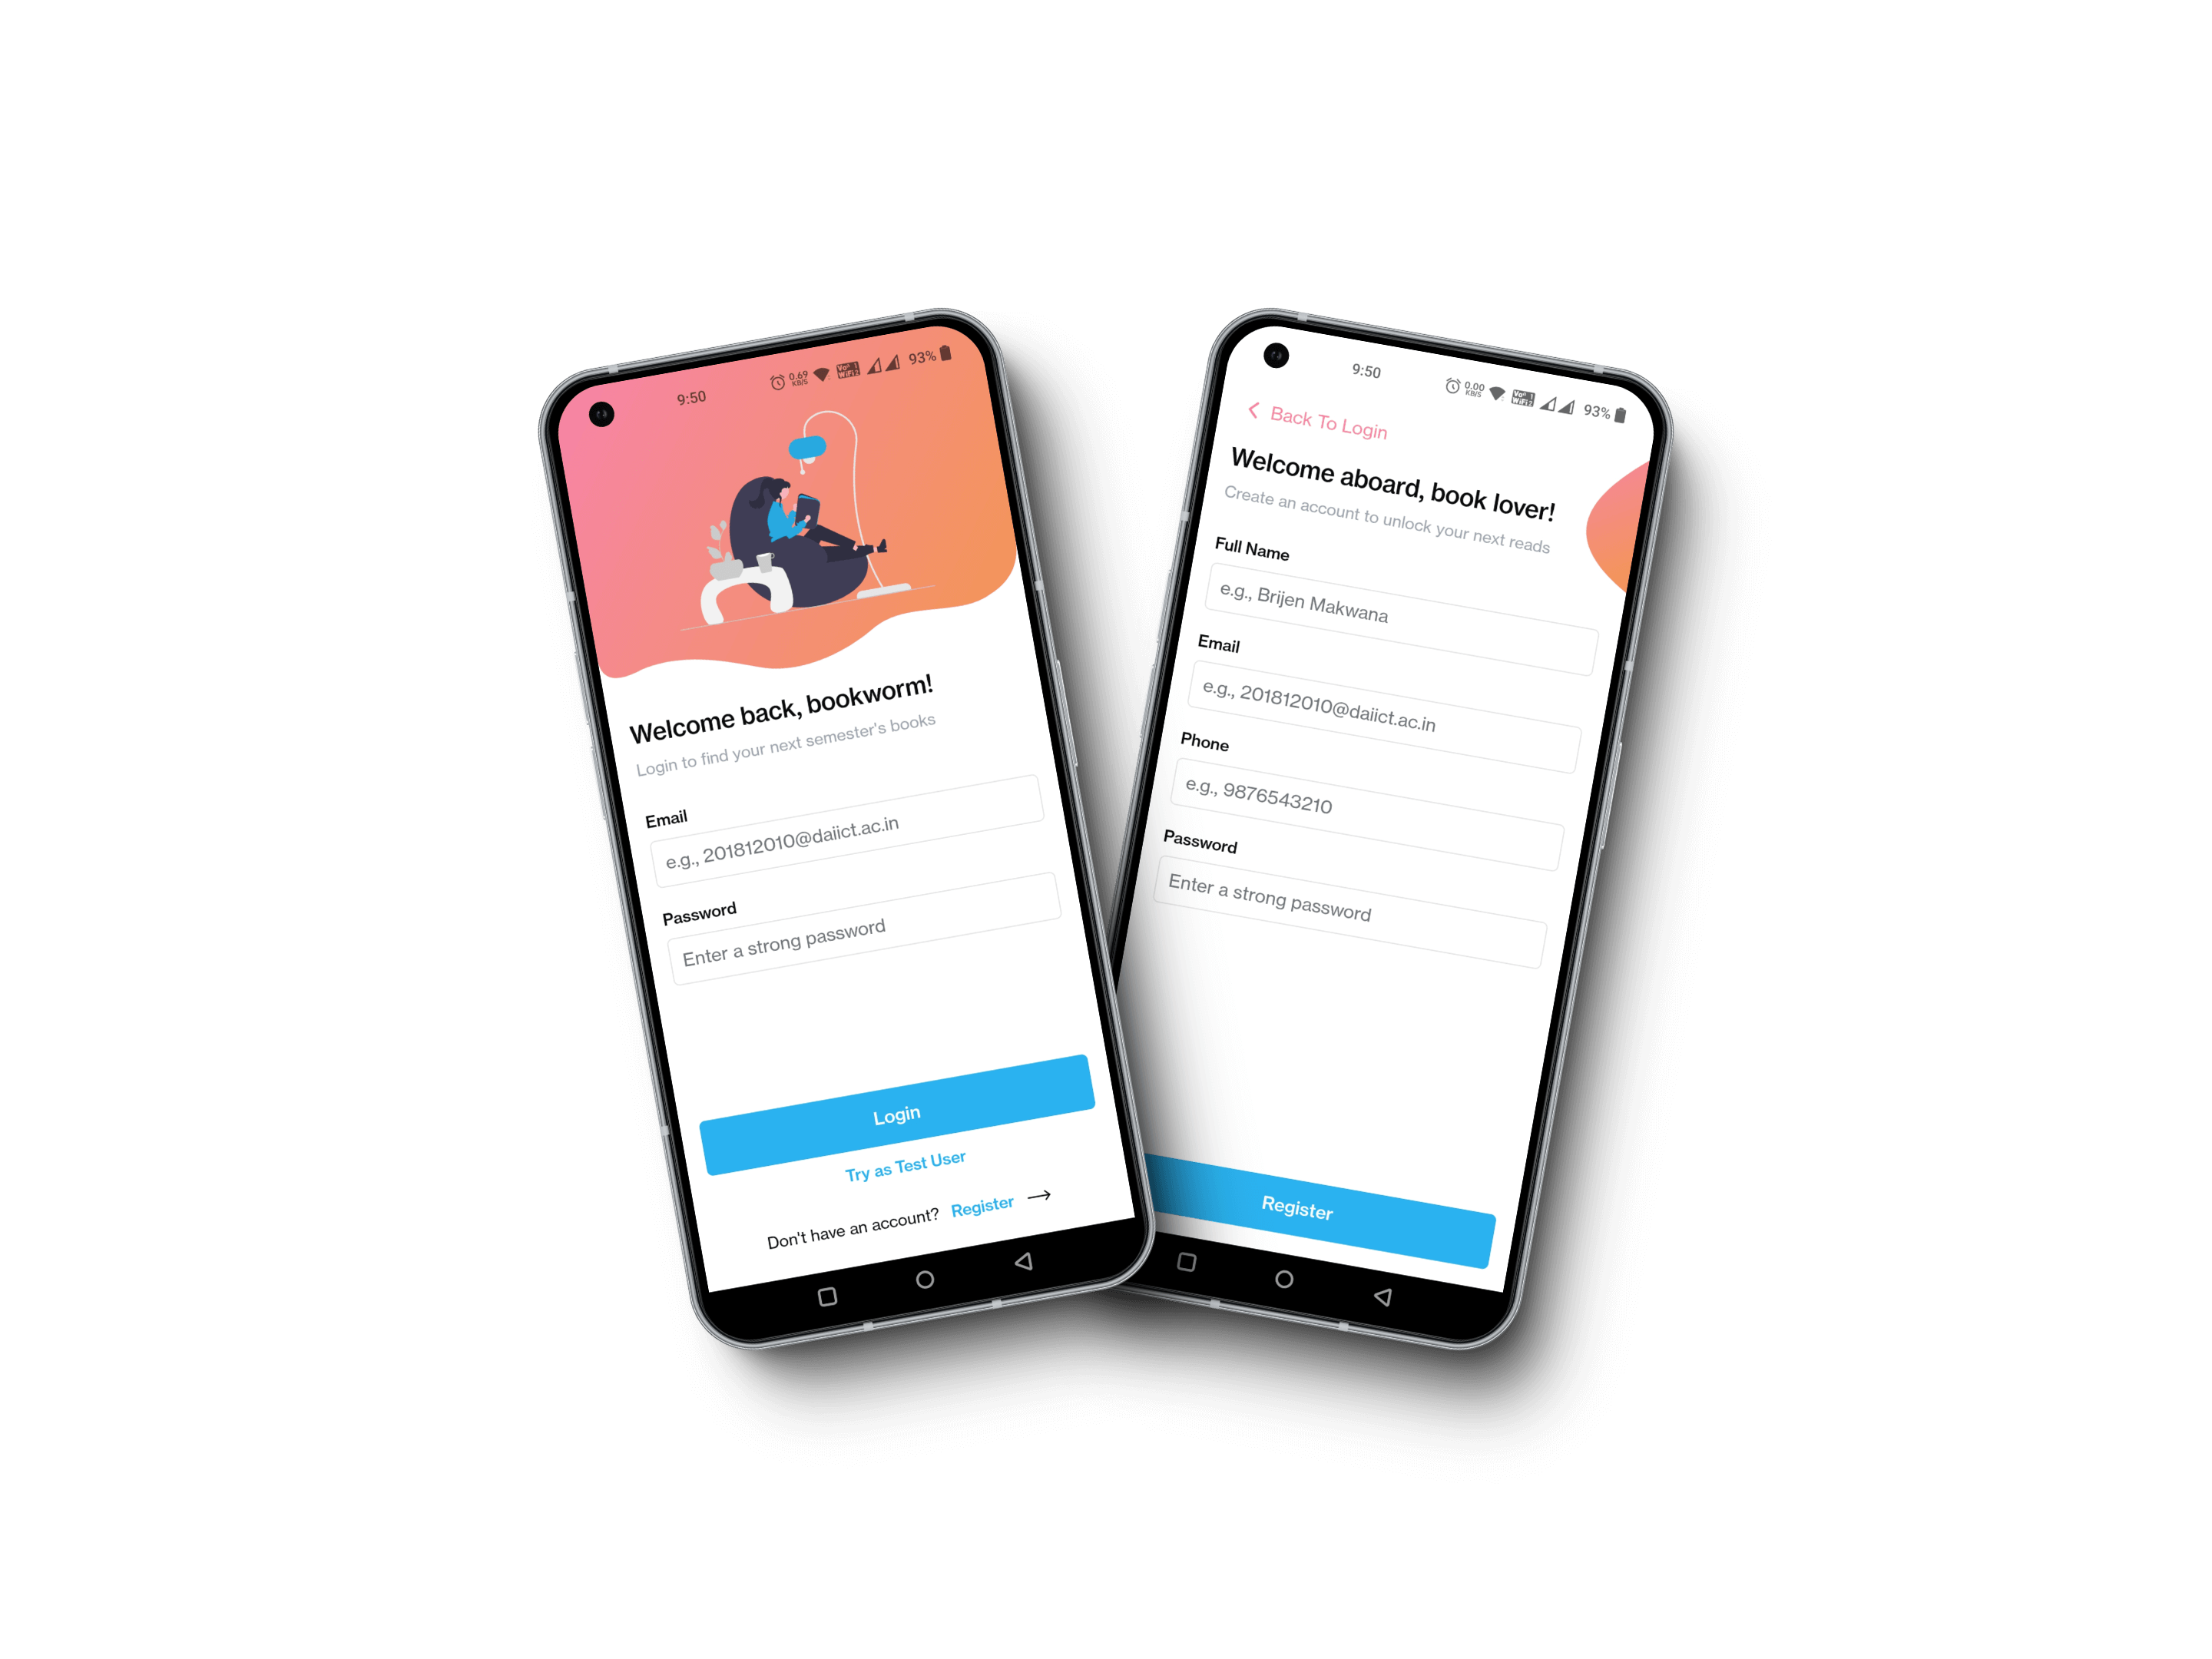 9:50
0.69
KB/S
93%
Welcome back, bookworm!
Login to find your next semester's books
Email
e.g., 201812010@daiict.ac.in
Password
Enter a strong password
Login
Try as Test User
Don't have an account? Register
9:50
0.00
KB/S
93%
Back To Login
Welcome aboard, book lover!
Create an account to unlock your next reads
Full Name
e.g., Brijen Makwana
Email
e.g., 201812010@daiict.ac.in
Phone
e.g., 9876543210
Password
Enter a strong password
Register